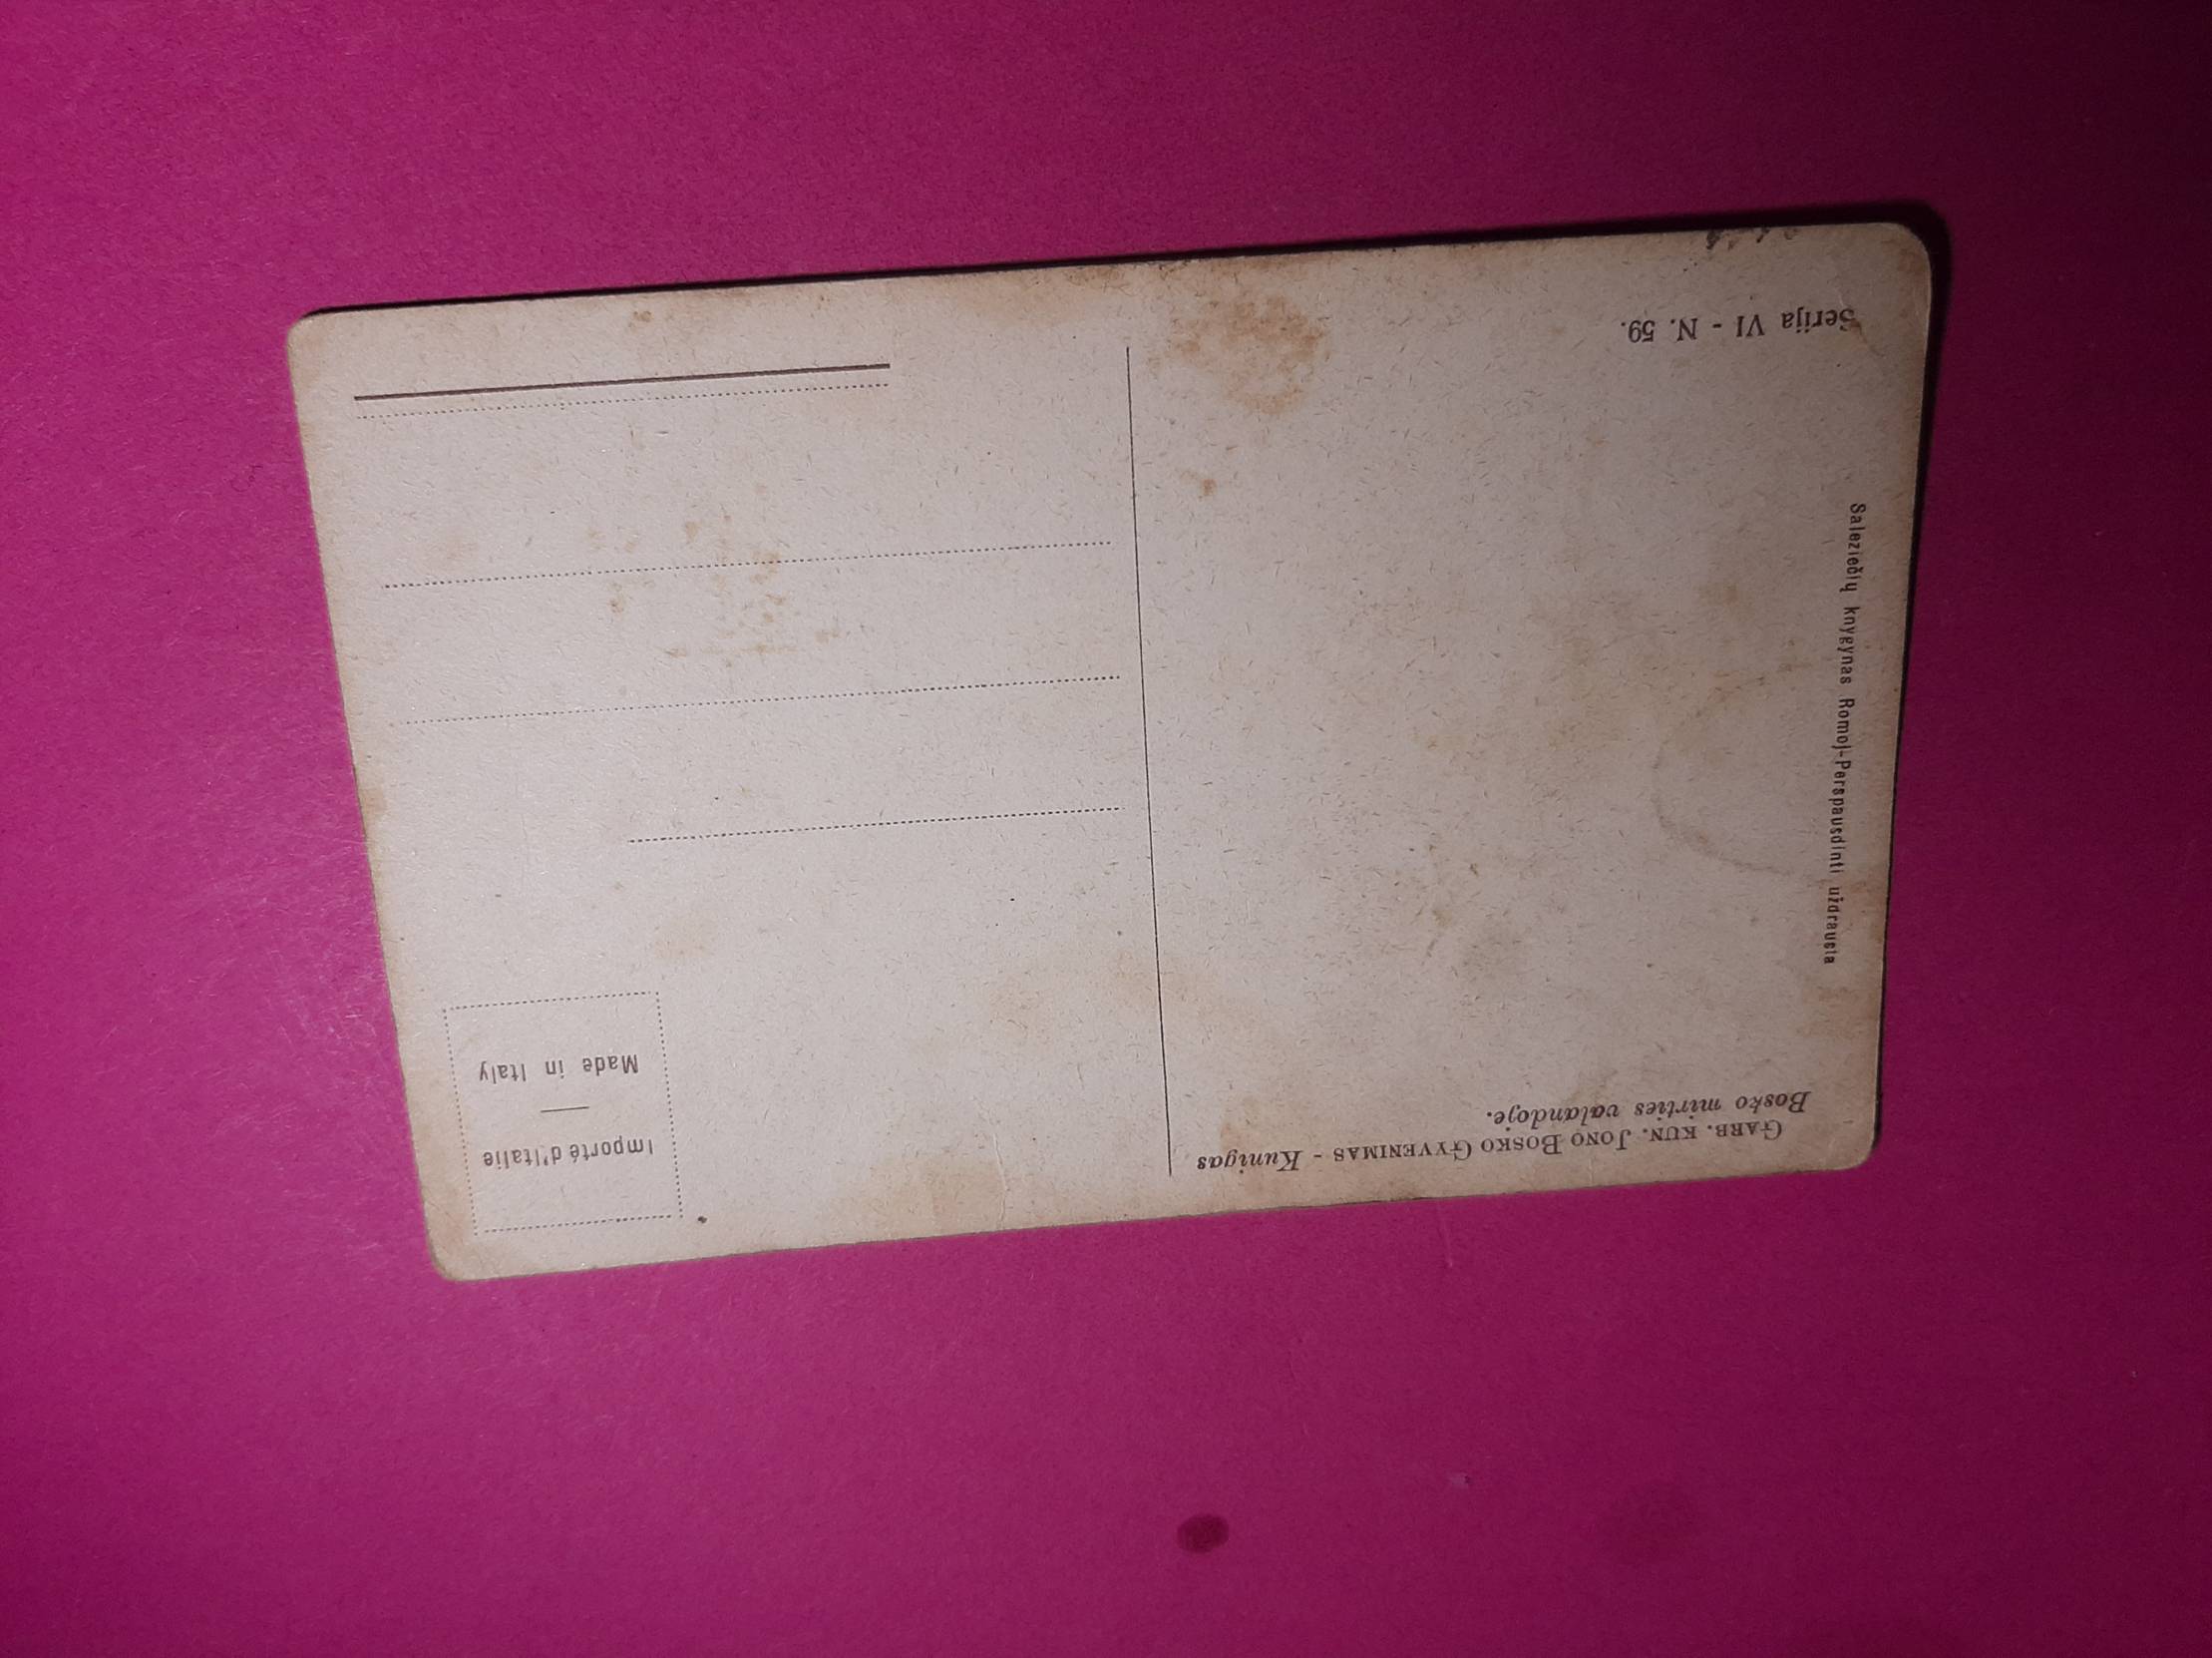 GARB. KUN. JONO BOSKO GYVENIMAS - Kunigas
Bosko mirties valandoje.
Importé d'Italie
Made in Italy
Saleziečių knygynas Romoj-Perspausdinti uždrausta
Serija VI - N. 59.